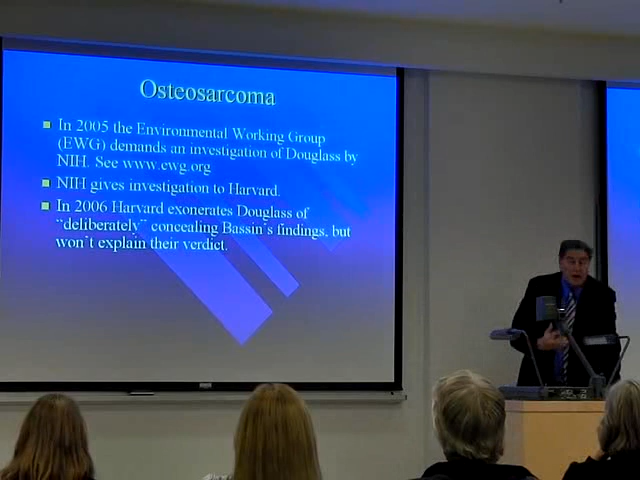 Osteosarcoma
In 2005 the Environmental Working Group
(EWG) demands an investigation of Douglass by
NIH. See www.ewg.org
NIH gives investigation to Harvard.
In 2006 Harvard exonerates Douglass of
"deliberately" concealing Bassin's findings, but
won't explain their verdict.